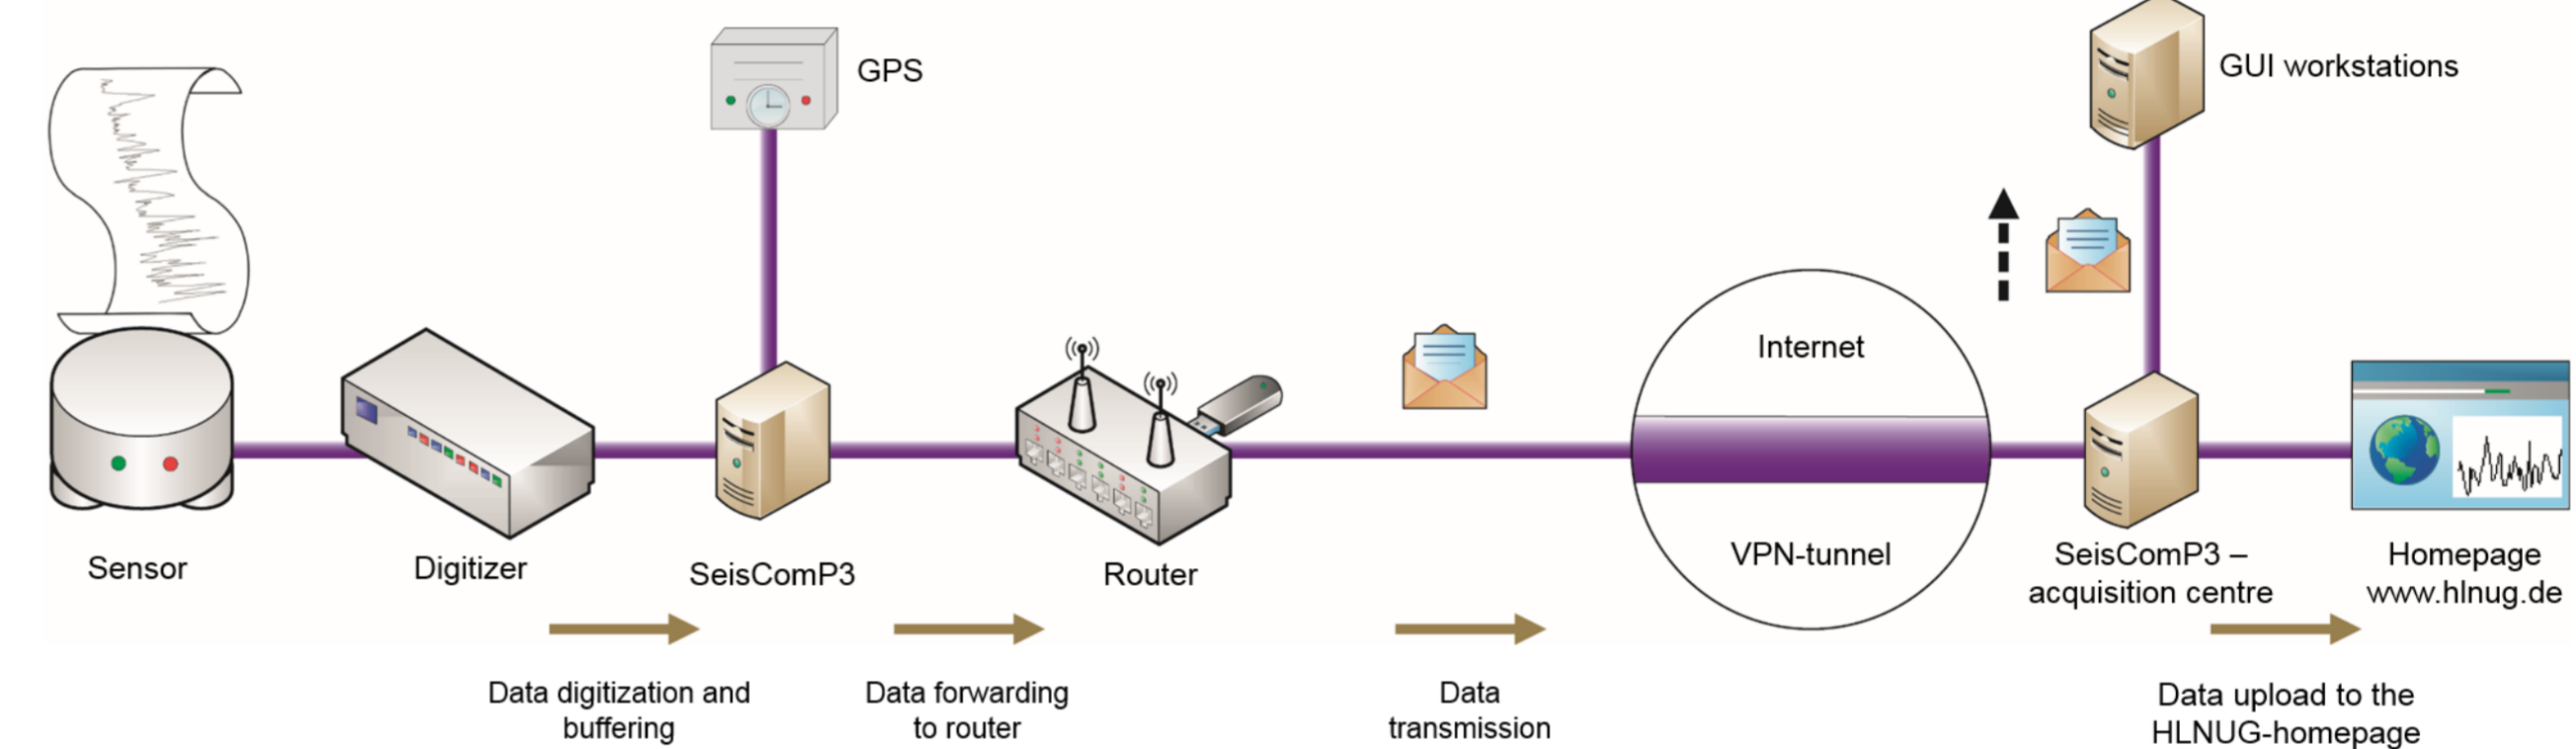 GPS
GUI workstations
Internet
VPN-tunnel
Sensor
Digitizer
SeisComP3
Router
SeisComP3 –
acquisition centre
Homepage
www.hlnug.de
Data digitization and
buffering
Data forwarding
to router
Data
transmission
Data upload to the
HLNUG-homepage